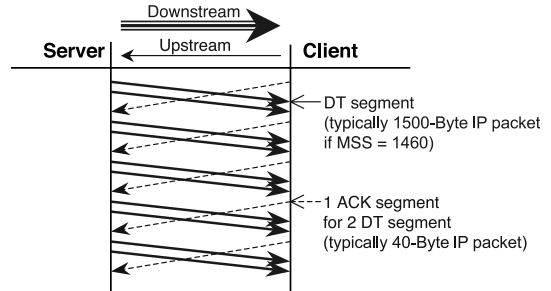 Downstream
Server
Upstream
Client
DT segment
(typically 1500-Byte IP packet
if MSS = 1460)
1 ACK segment
for 2 DT segment
(typically 40-Byte IP packet)